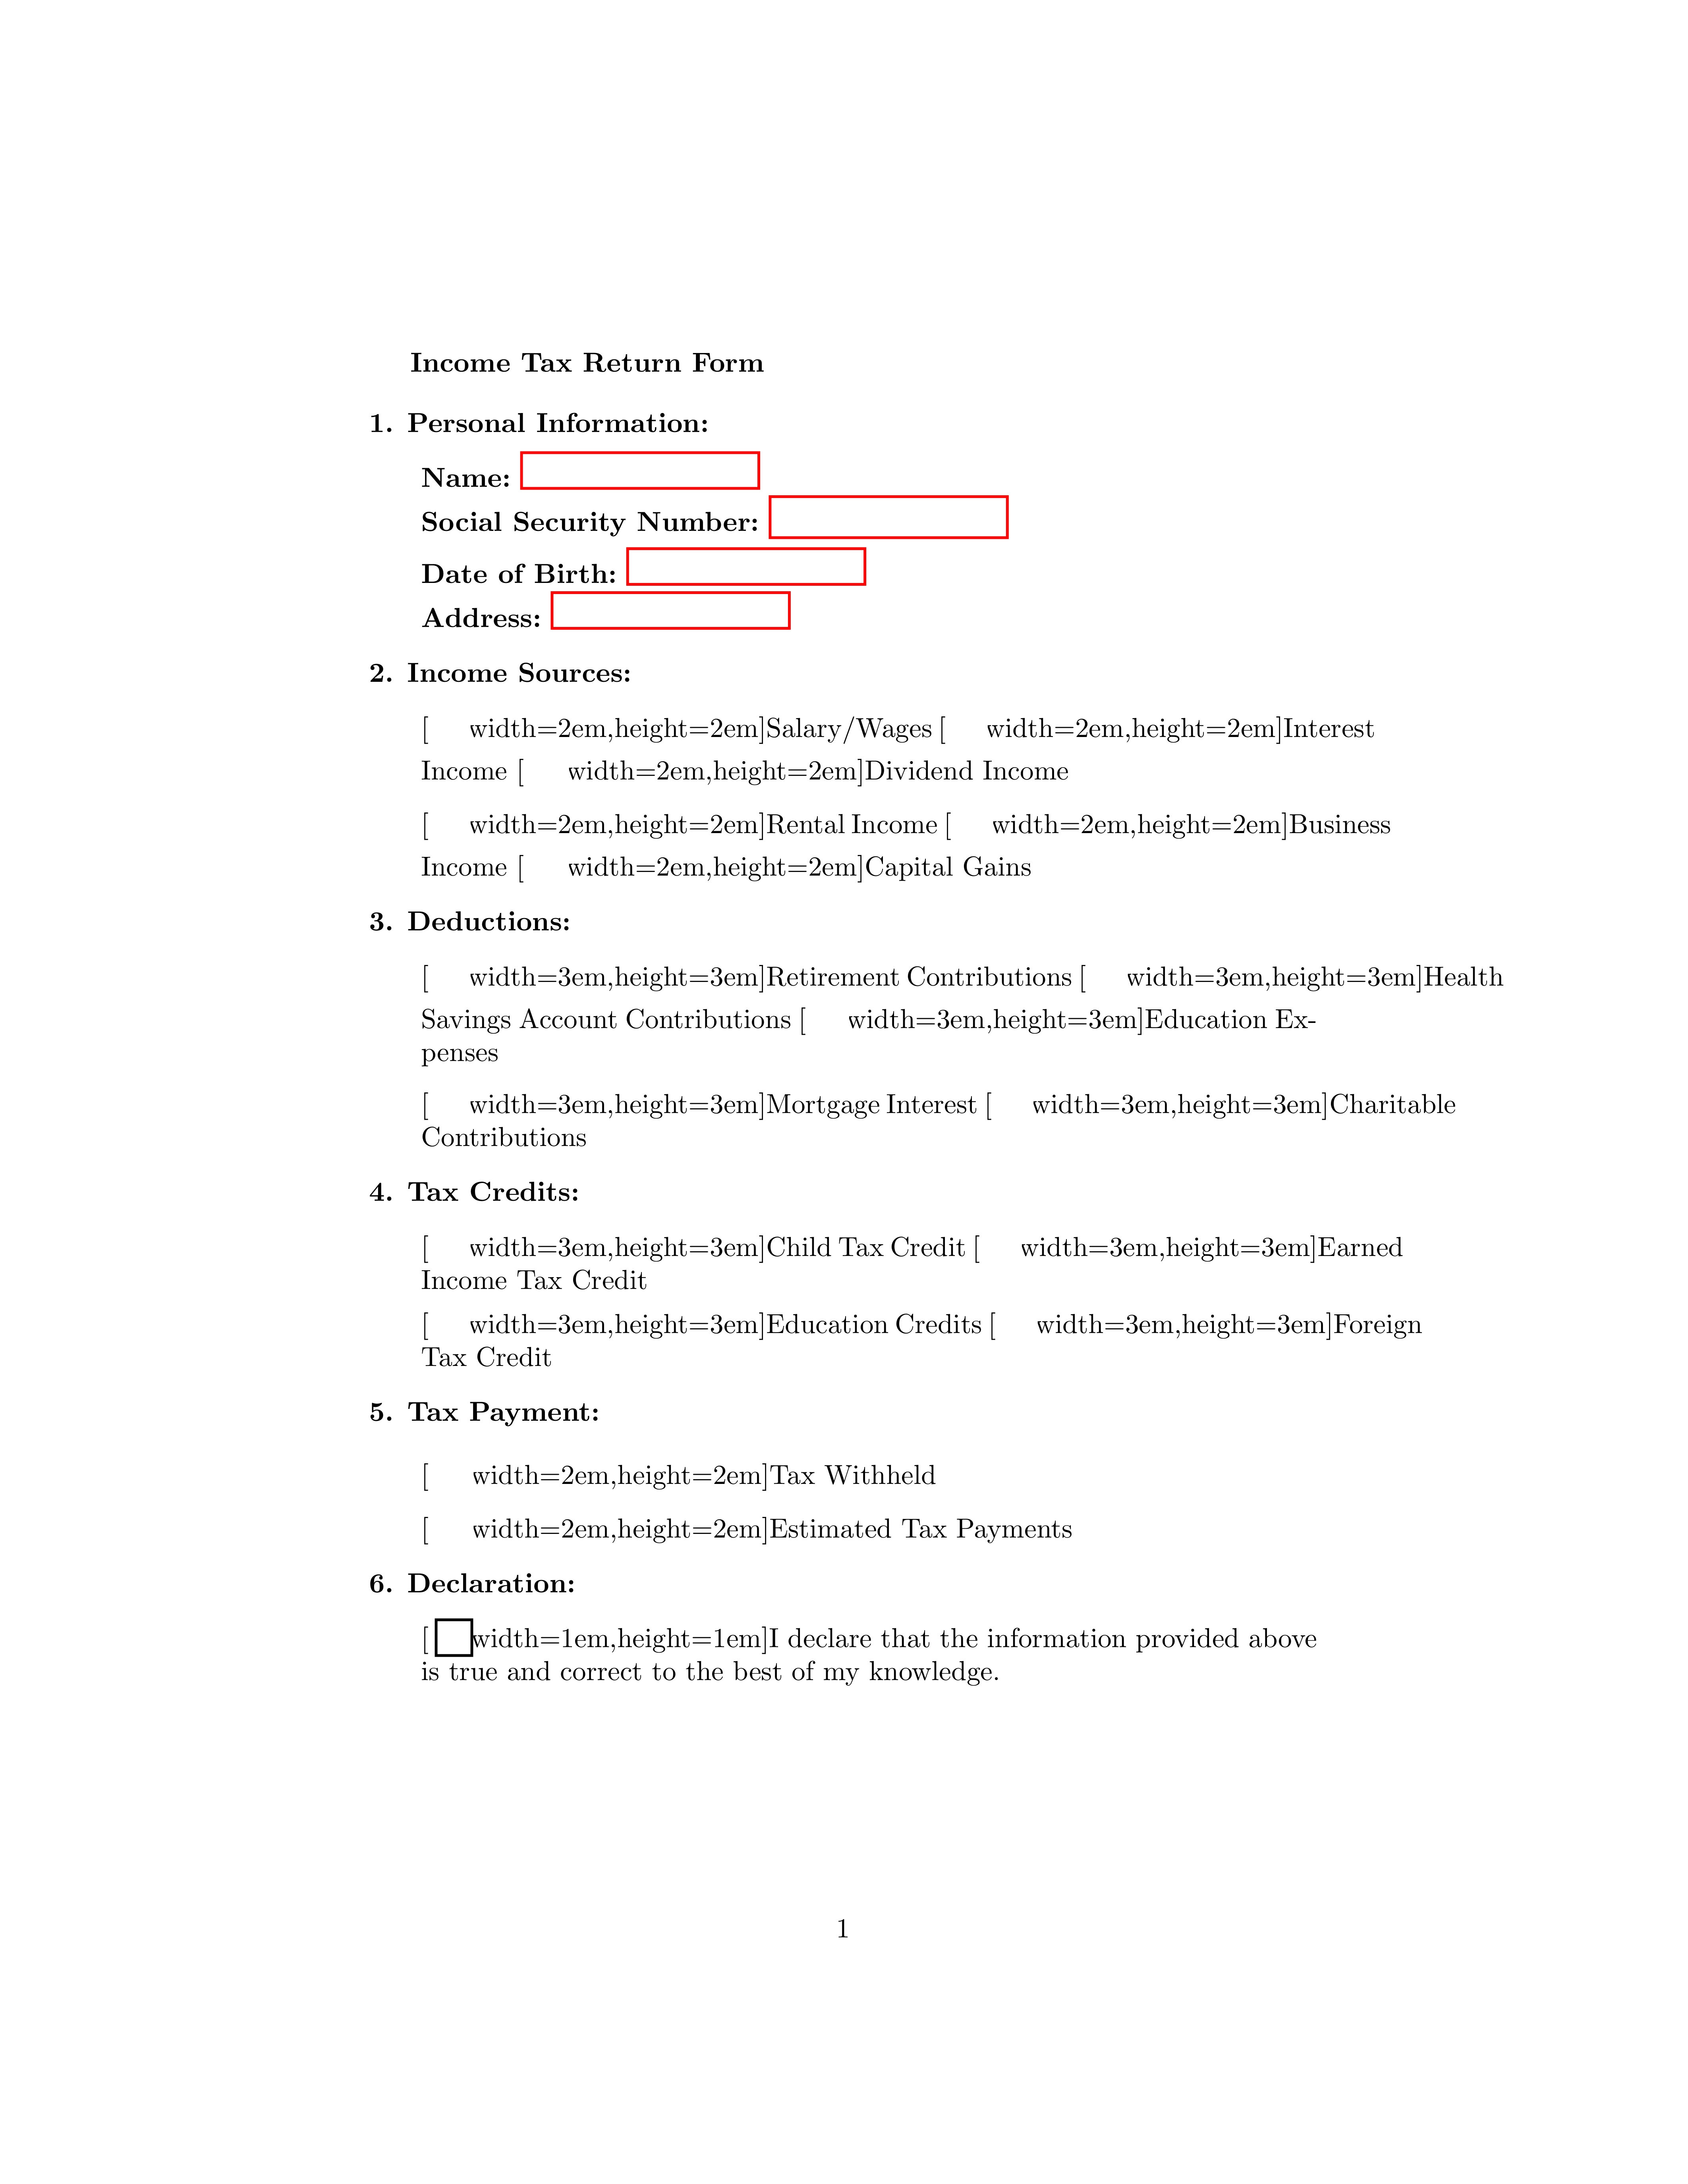 Income Tax Return Form
1. Personal Information:
Name:
Social Security Number:
Date of Birth:
Address:
2. Income Sources:
[ width=2em,height=2em]Salary/Wages [ width=2em,height=2em]Interest
Income [ width=2em,height=2em]Dividend Income
[ width=2em,height=2em]Rental Income [ width=2em,height=2em]Business
Income [ width=2em,height=2em]Capital Gains
3. Deductions:
[ width=3em,height=3em]Retirement Contributions [ width=3em,height=3em]Health
Savings Account Contributions [ width=3em,height=3em]Education Ex-
penses
[ width=3em,height=3em]Mortgage Interest [ width=3em,height=3em]Charitable
Contributions
4. Tax Credits:
[ width=3em,height=3em]Child Tax Credit [ width=3em,height=3em]Earned
Income Tax Credit
[ width=3em,height=3em]Education Credits [ width=3em,height=3em]Foreign
Tax Credit
5. Tax Payment:
[ width=2em,height=2em]Tax Withheld
[ width=2em,height=2em]Estimated Tax Payments
6. Declaration:
[ width=1em,height=1em]I declare that the information provided above
is true and correct to the best of my knowledge.
1